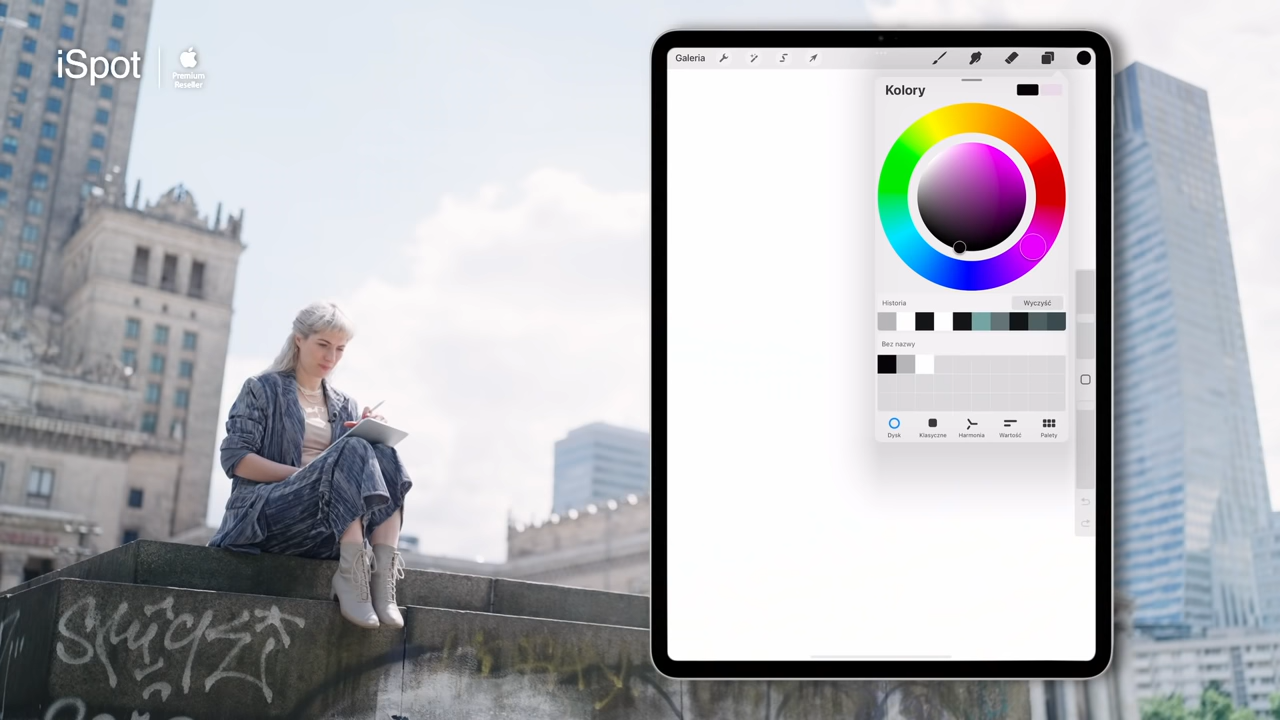 iSpot
Premium
Reseller
Galeria
Kolory
Historia
Wyczyść
Bez nazwy
Dysk
Klasyczne
Harmonia
Wartość
Palety